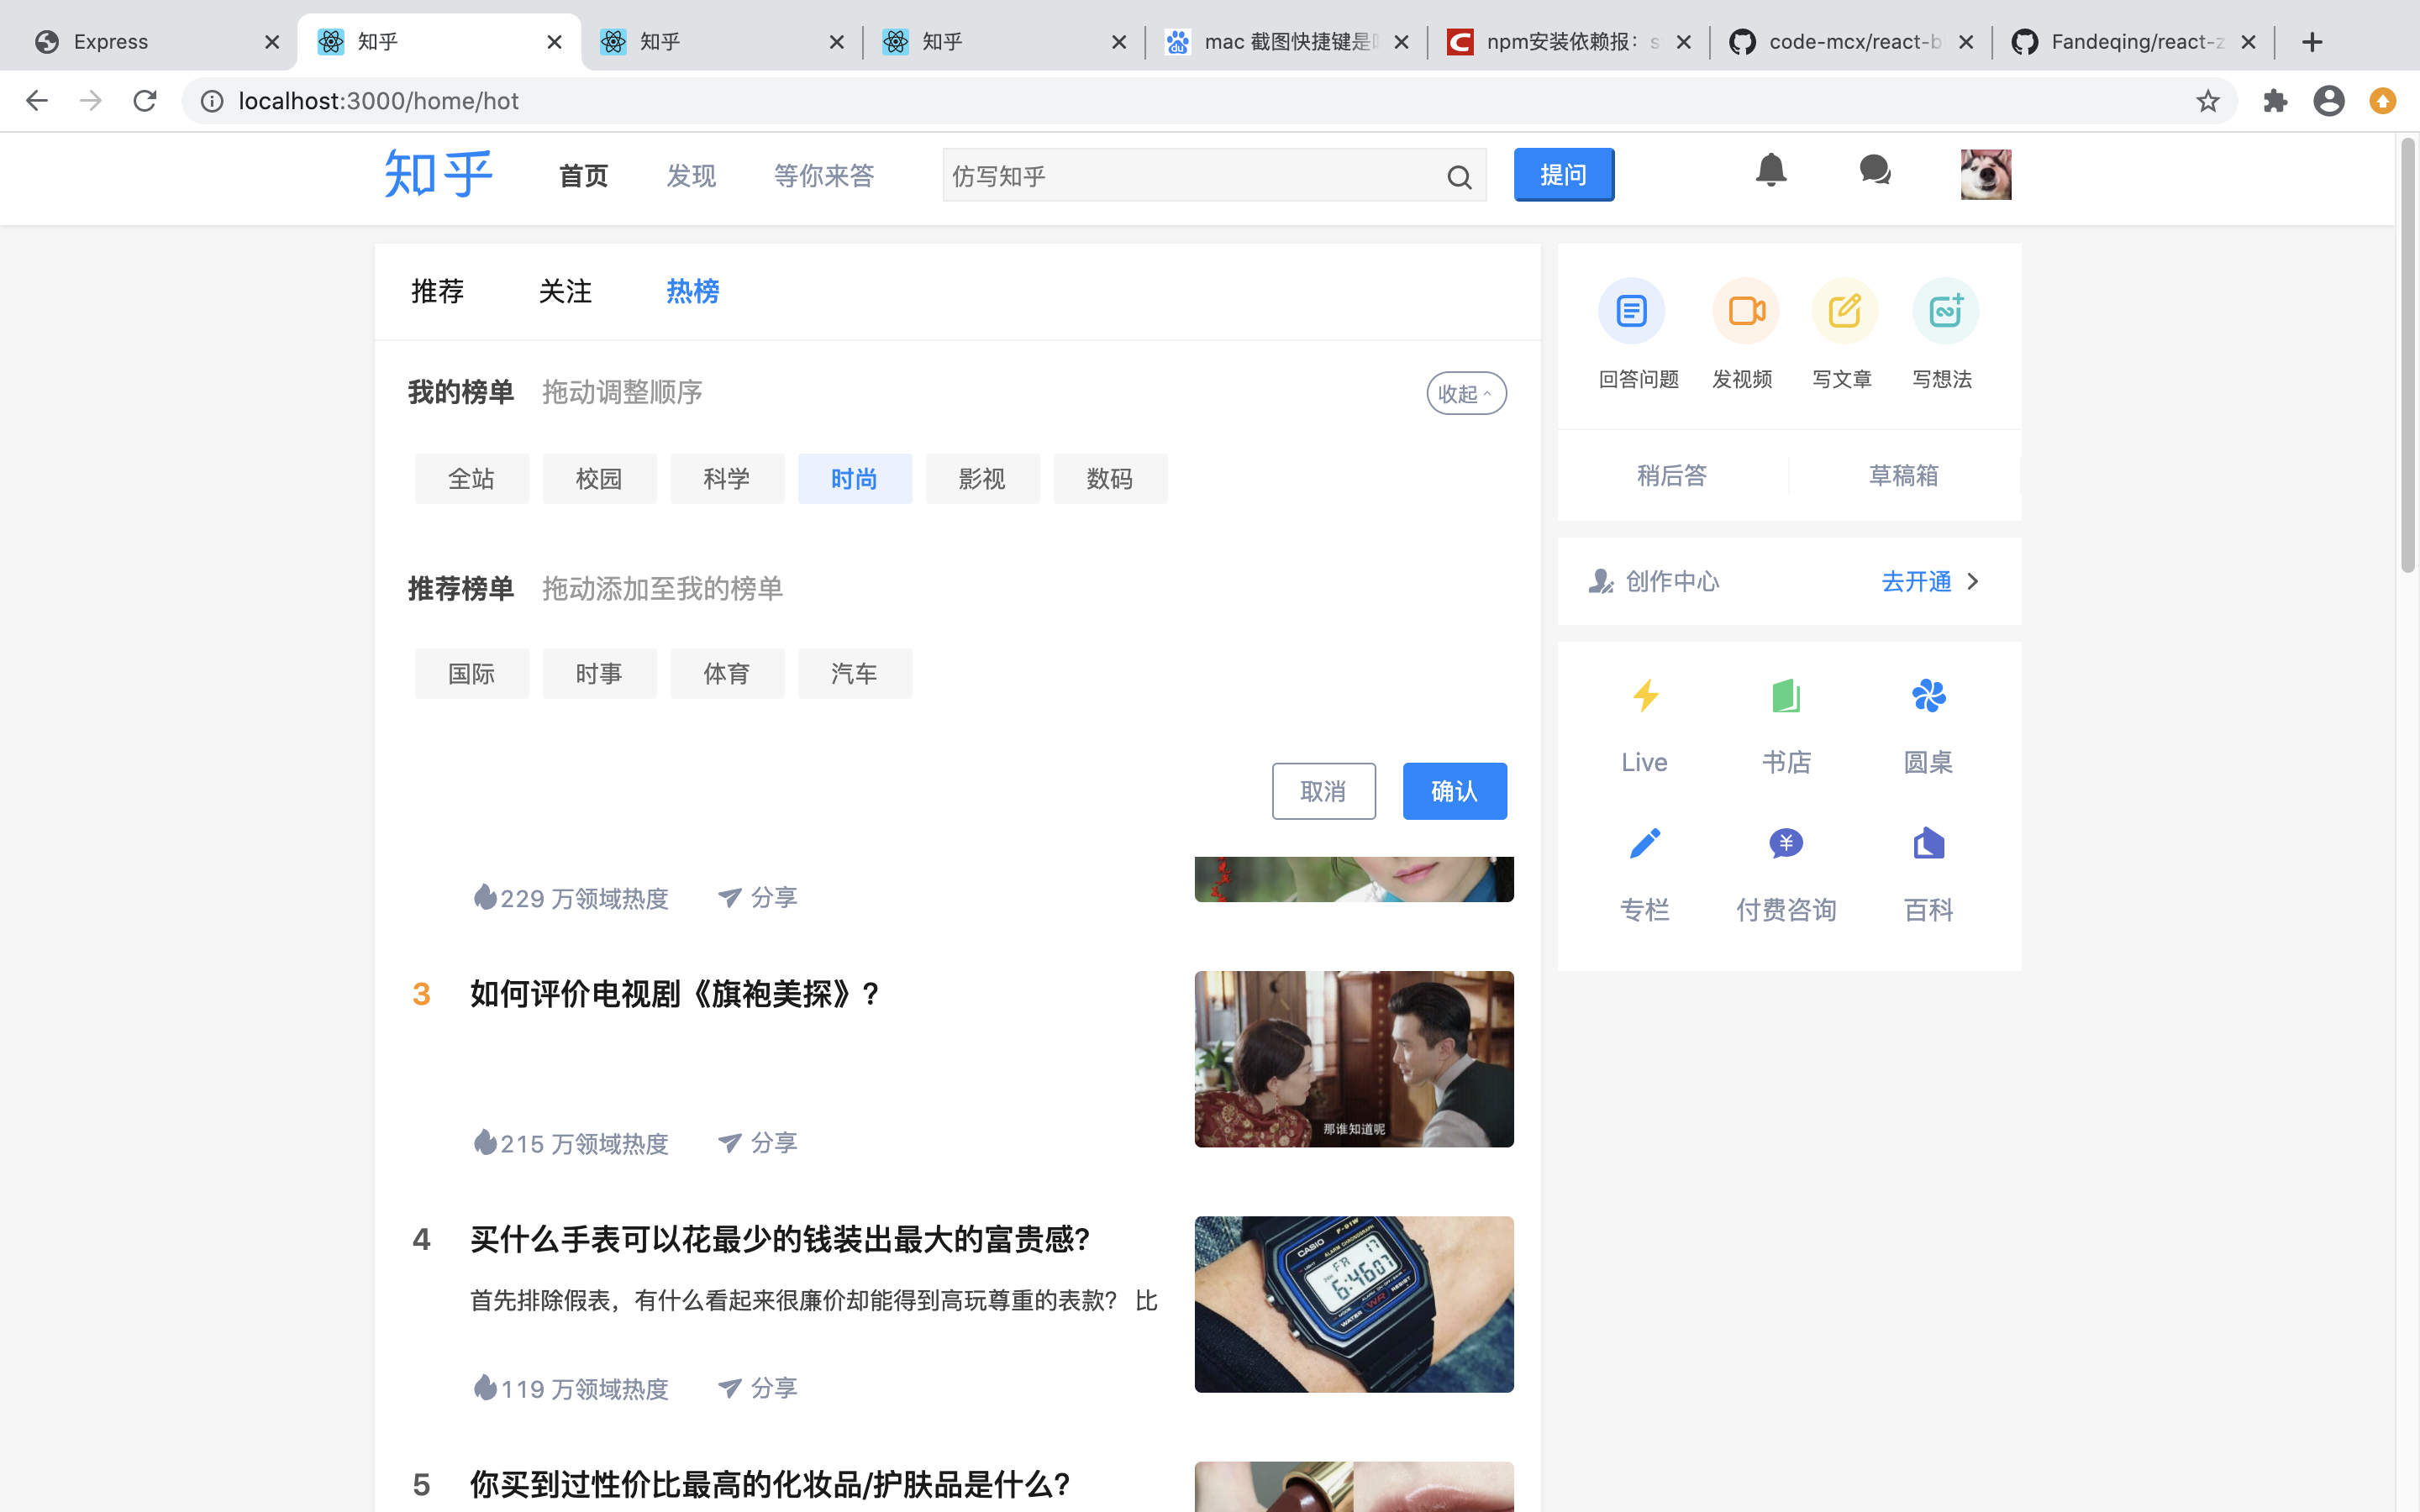 Express
知乎
知乎
知乎
mac 截图快捷键是
npm安装依赖报：s
code-mcx/react-b
Fandeqing/react-z
localhost:3000/home/hot
知乎 首页 发现 等你来答 仿写知乎 提问
推荐 关注 热榜
我的榜单 拖动调整顺序 收起
全站 校园 科学 时尚 影视 数码
推荐榜单 拖动添加至我的榜单
国际 时事 体育 汽车
取消 确认
229 万领域热度 分享
3 如何评价电视剧《旗袍美探》?
那谁知道呢
215 万领域热度 分享
4 买什么手表可以花最少的钱装出最大的富贵感?
首先排除假表，有什么看起来很廉价却能得到高玩尊重的表款？ 比
F-91W
CASIO
ALARM CHRONOGRAPH
LIGHT
FR 17
6:4607
WATER WR RESIST
119 万领域热度 分享
5 你买到过性价比最高的化妆品/护肤品是什么?
回答问题 发视频 写文章 写想法
稍后答 草稿箱
创作中心 去开通
Live 书店 圆桌
专栏 付费咨询 百科